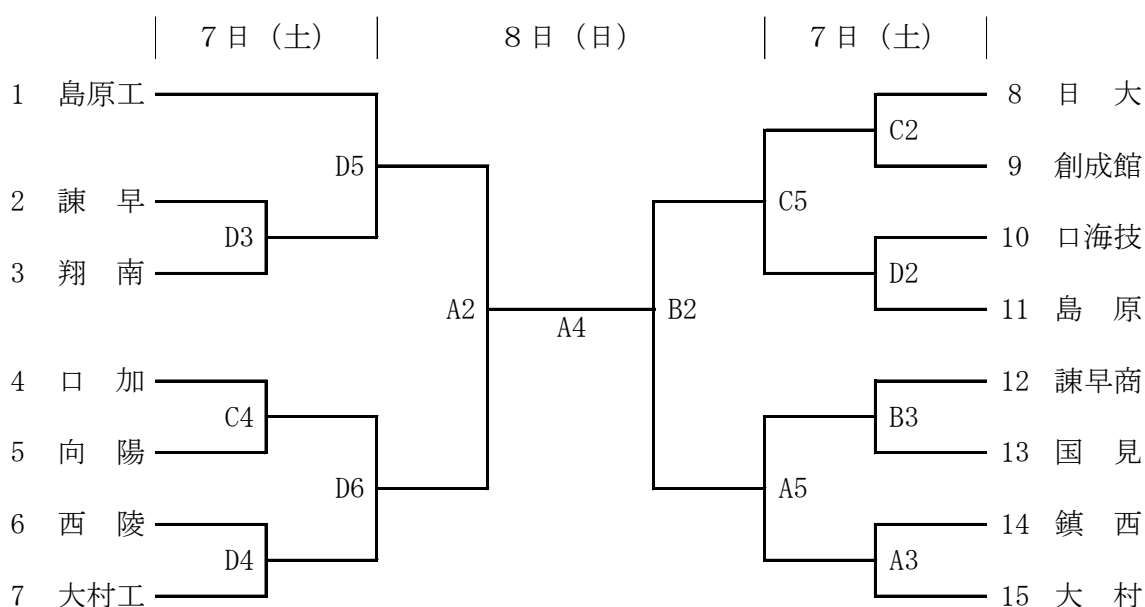 ７日（土） ８日（日） ７日（土）
1 島原工 8 日 大
C2
D5 9 創成館
2 諫 早 C5
D3 10 口海技
3 翔 南 D2
A2 A4 B2 11 島 原
4 口 加 12 諫早商
C4 B3
5 向 陽 13 国 見
D6 A5
6 西 陵 14 鎮 西
D4 A3
7 大村工 15 大 村